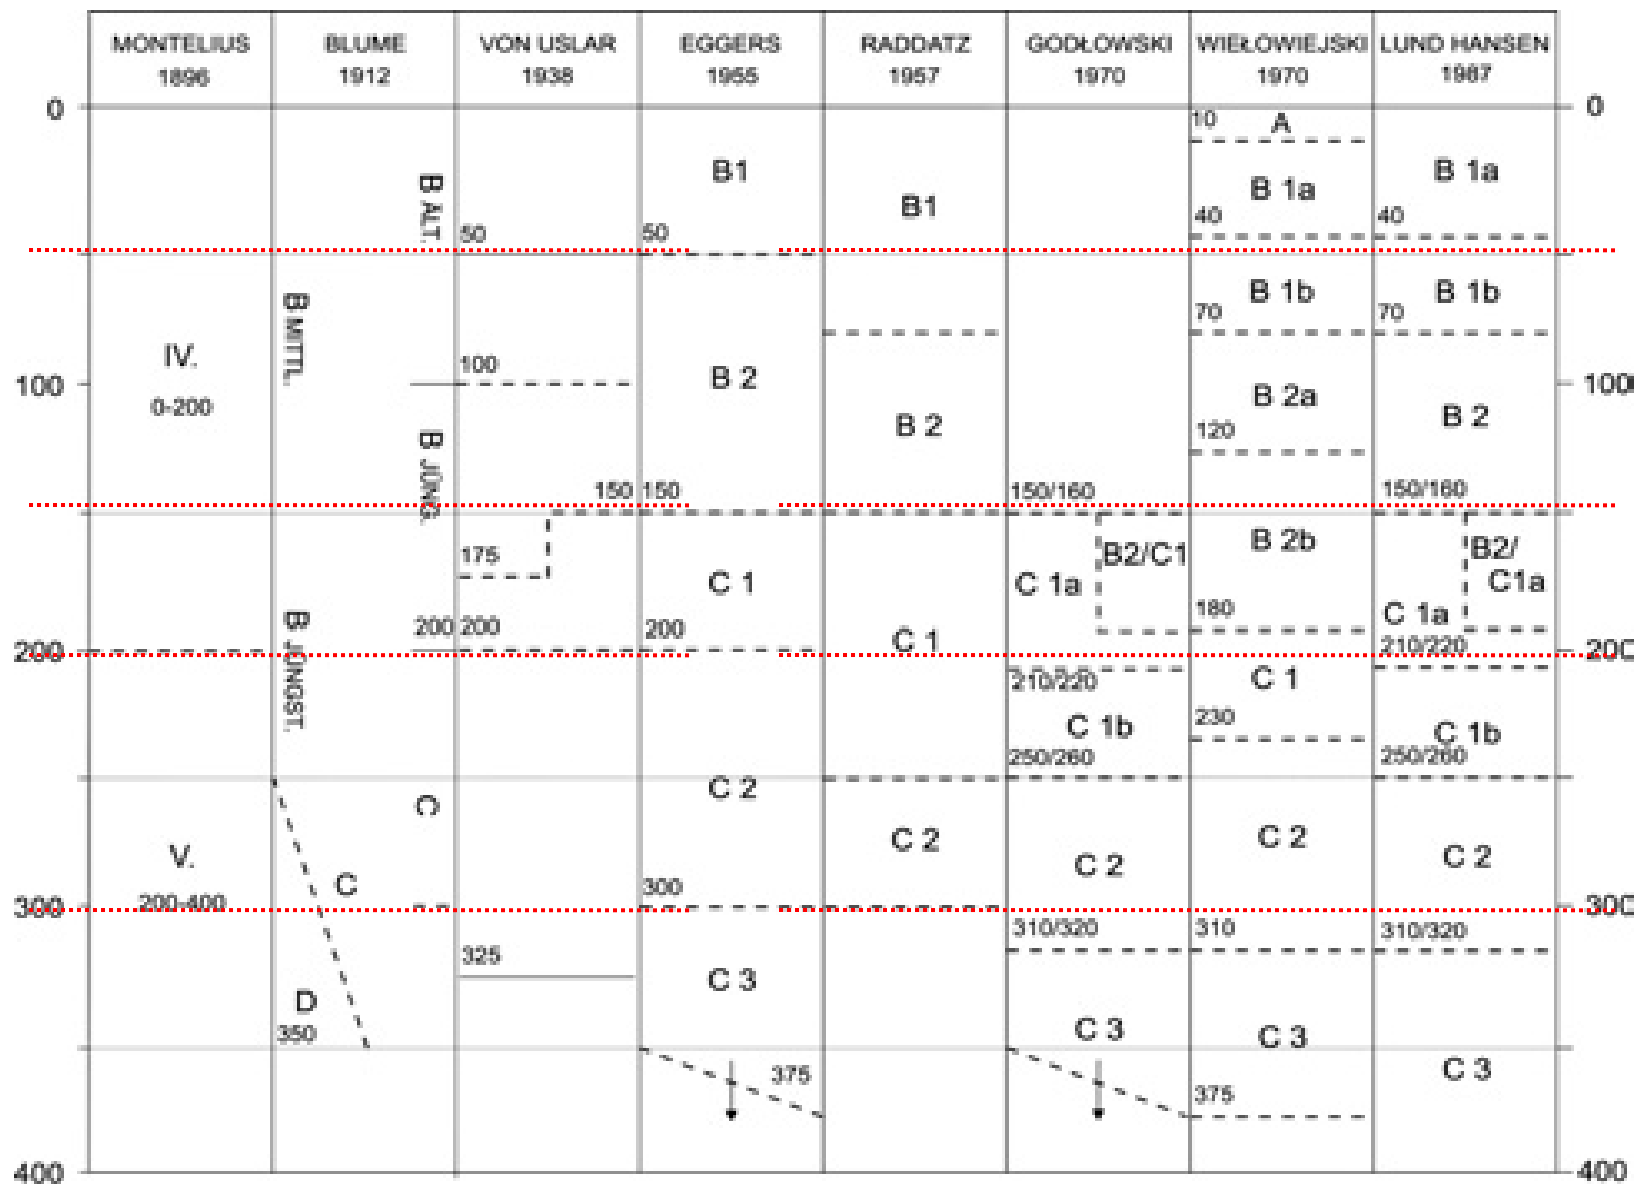 MONTELIUS
1896
BLUME
1912
VON USLAR
1938
EGGERS
1955
RADDATZ
1957
GODŁOWSKI
1970
WIEŁOWIEJSKI
1970
LUND HANSEN
1987
0
100
200
300
400
IV.
0-200
V.
200-400
B ÄLT.
B MITTL.
B JÜNG.
B JÜNGST.
200
C
C
D
350
50
100
150
175
200
325
B1
50
B 2
150
C 1
200
C 2
300
C 3
375
B1
B 2
C 1
C 2
150/160
B2/C1
C 1a
210/220
C 1b
250/260
C 2
310/320
C 3
10
A
B 1a
40
B 1b
70
B 2a
120
B 2b
180
C 1
230
C 2
310
C 3
375
B 1a
40
B 1b
70
B 2
150/160
B2/
C1a
C 1a
210/220
C 1b
250/260
C 2
310/320
C 3
0
100
200
300
400